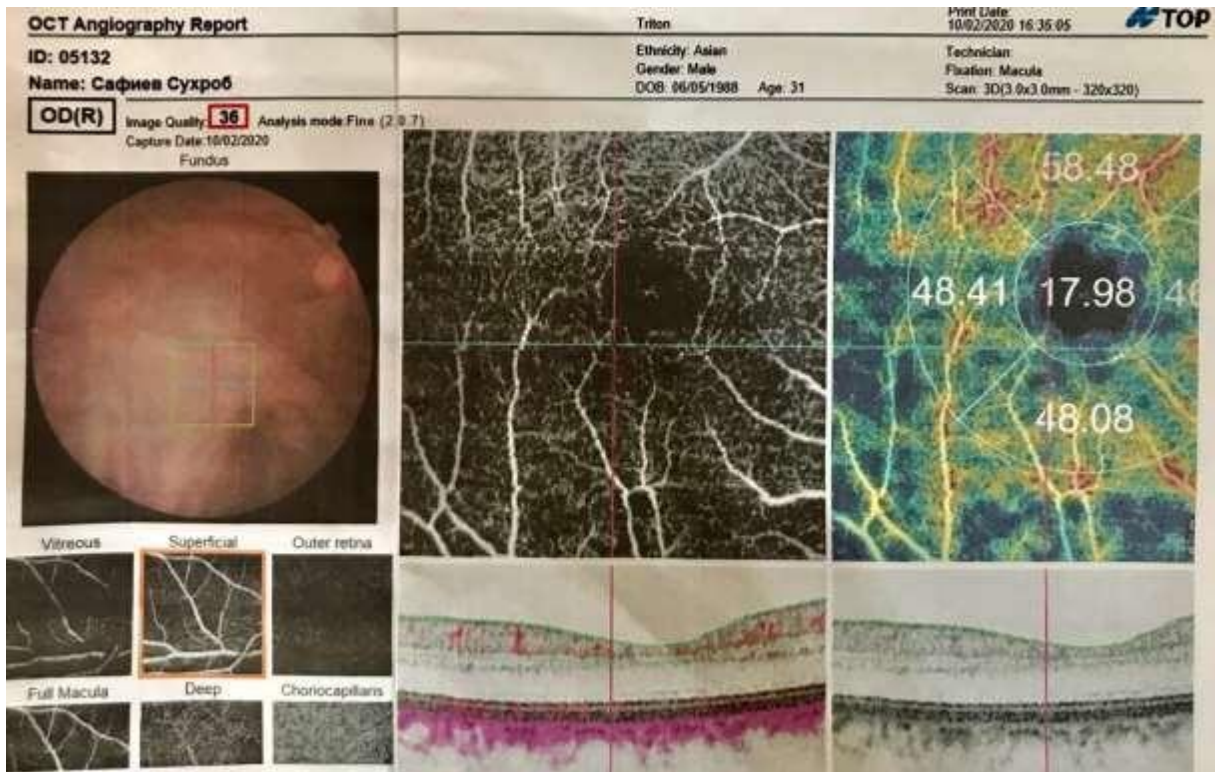 OCT Angiography Report
Triton
Print Date:
10/02/2020 16:35:05
TOP
ID: 05132
Name: Сафиев Сухроб
Ethnicity: Asian
Gender: Male
DOB: 06/05/1988 Age: 31
Technician:
Fixation: Macula
Scan: 3D(3.0x3.0mm - 320x320)
OD(R)
Image Quality: 36 Analysis mode:Fine (2.0.7)
Capture Date:10/02/2020
Fundus
58.48
48.41 17.98
48.08
Vitreous Superficial Outer retina
Full Macula Deep Choriocapillaris